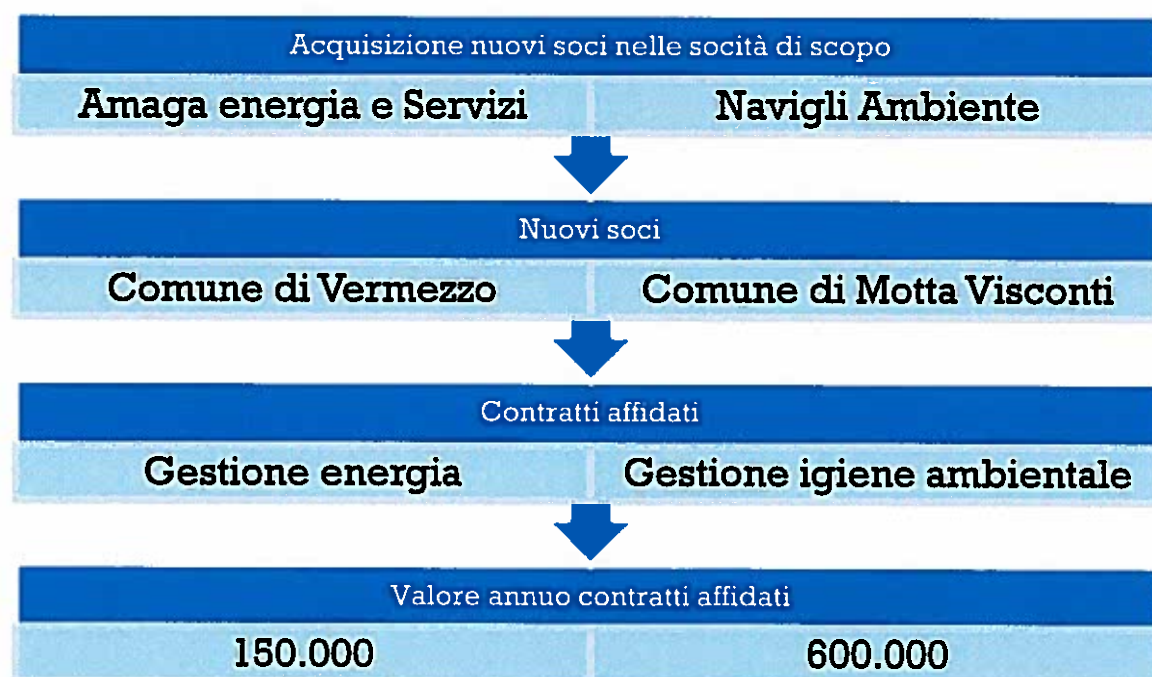 Acquisizione nuovi soci nelle socità di scopo
Amaga energia e Servizi Navigli Ambiente
Nuovi soci
Comune di Vermezzo Comune di Motta Visconti
Contratti affidati
Gestione energia Gestione igiene ambientale
Valore annuo contratti affidati
150.000 600.000